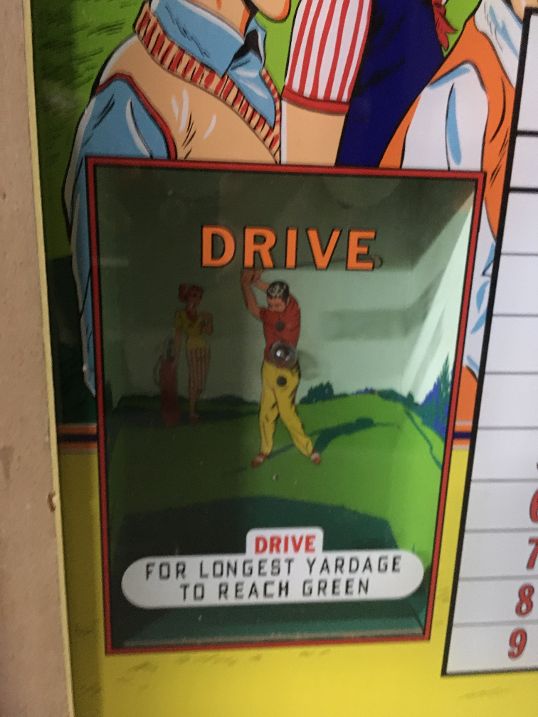 DRIVE
DRIVE
FOR LONGEST YARDAGE
TO REACH GREEN
6
7
8
9